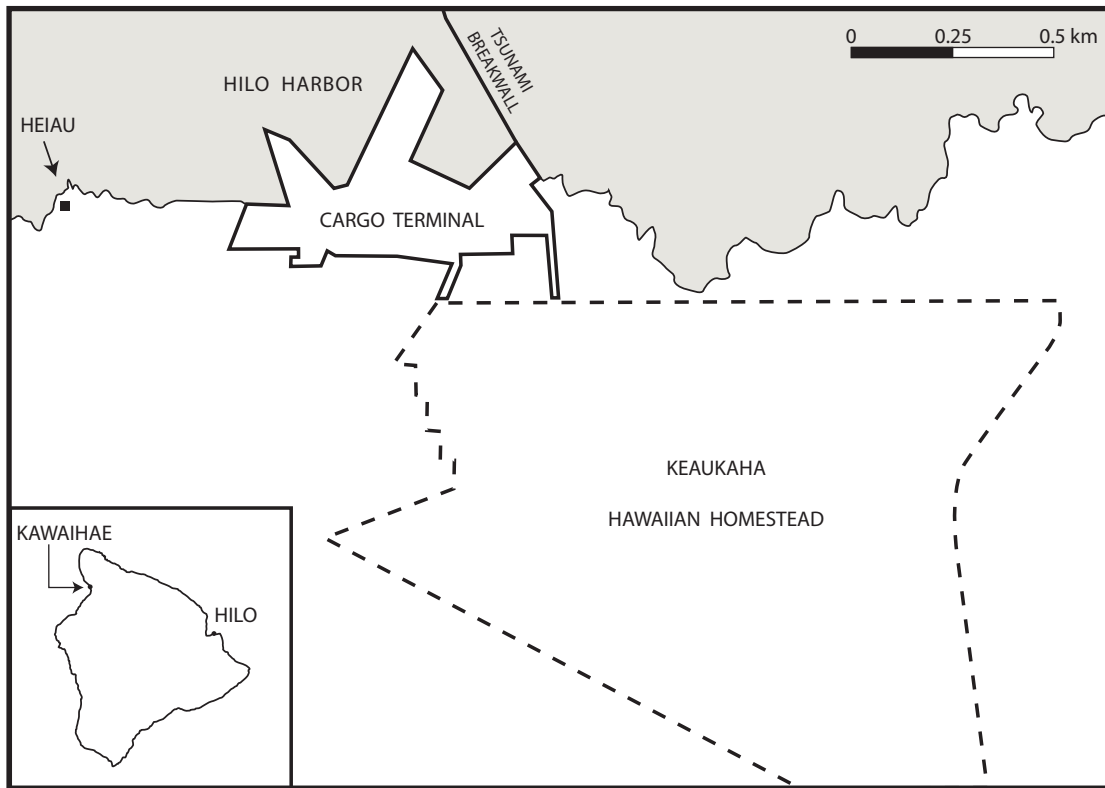 0 0.25 0.5 km
TSUNAMI
BREAKWALL
HILO HARBOR
HEIAU
CARGO TERMINAL
KEAUKAHA
HAWAIIAN HOMESTEAD
KAWAIHAE
HILO